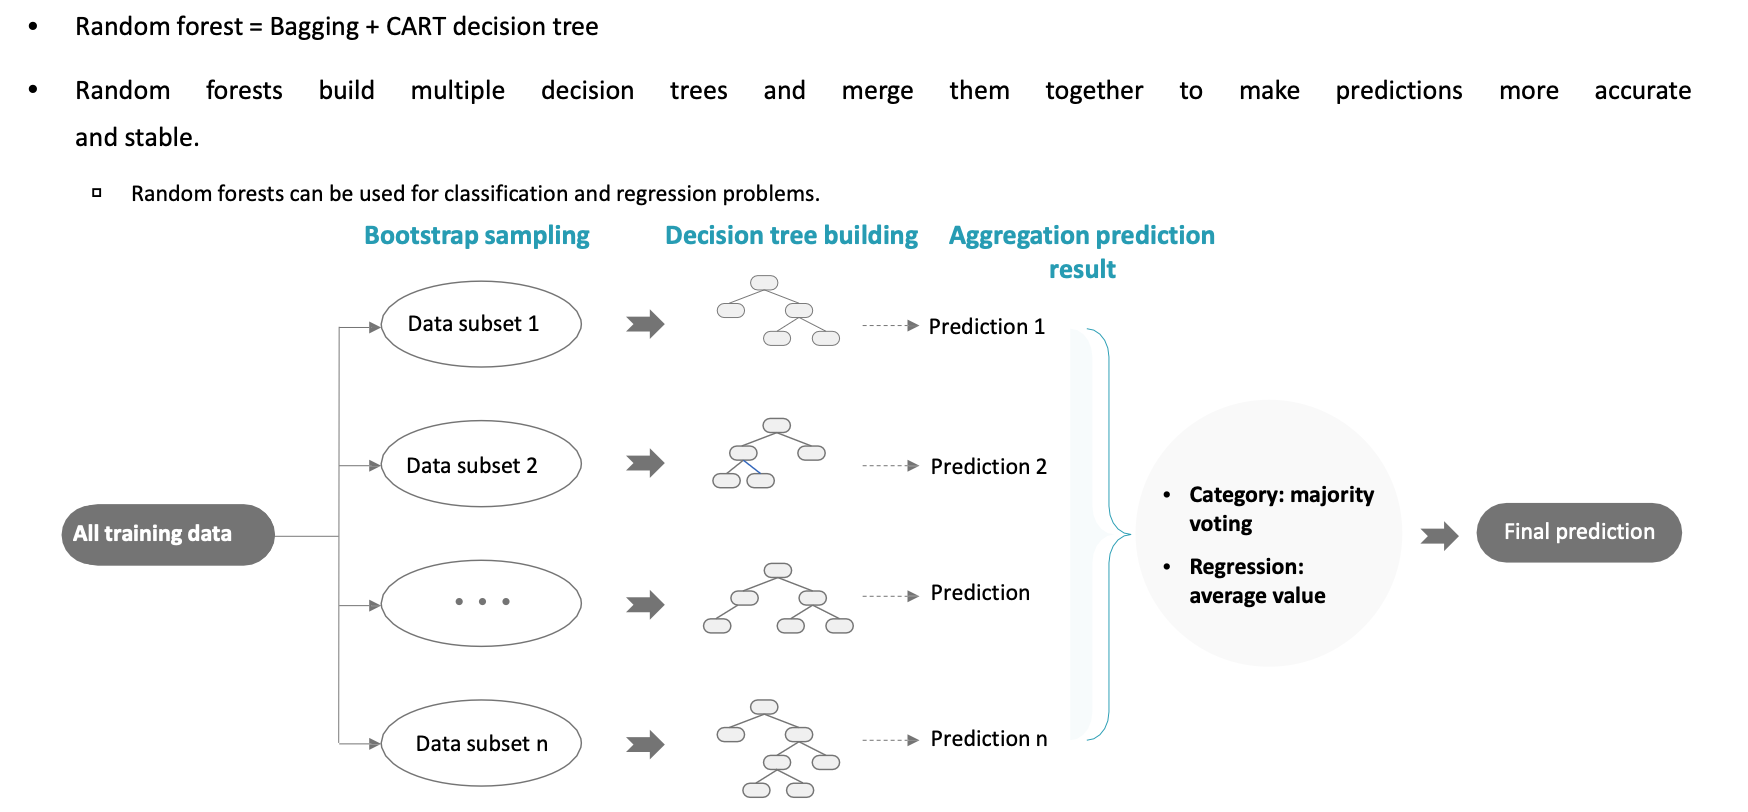 • Random forest = Bagging + CART decision tree
• Random forests build multiple decision trees and merge them together to make predictions more accurate
and stable.
▫ Random forests can be used for classification and regression problems.
Bootstrap sampling
Decision tree building
Aggregation prediction
result
Data subset 1
Prediction 1
Data subset 2
Prediction 2
• Category: majority
voting
All training data
Final prediction
• Regression:
average value
• • •
Prediction
Data subset n
Prediction n